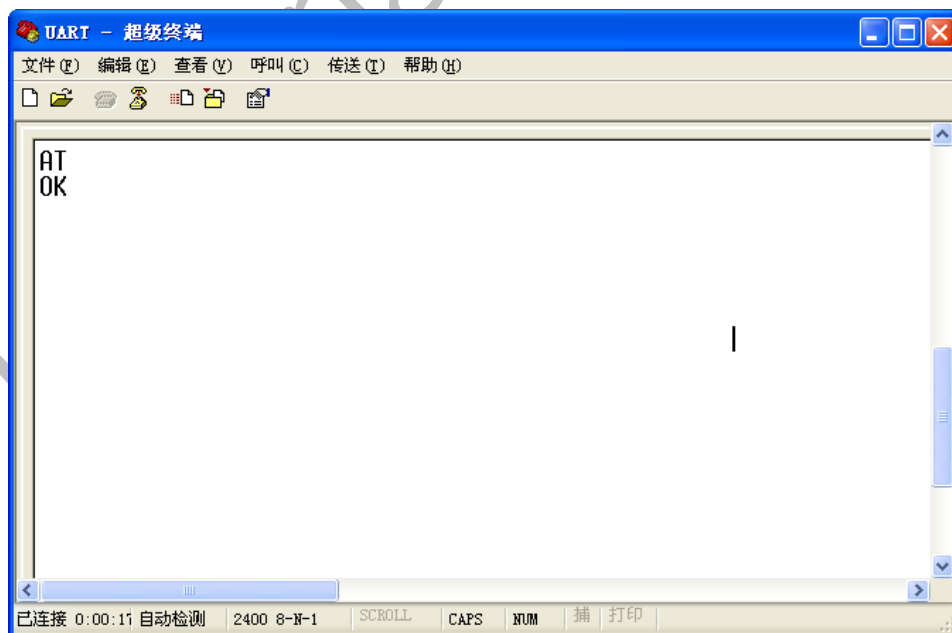 UART - 超级终端
文件(F) 编辑(E) 查看(V) 呼叫(C) 传送(T) 帮助(H)
AT
OK
已连接 0:00:17 自动检测 2400 8-N-1 SCROLL CAPS NUM 捕 打印